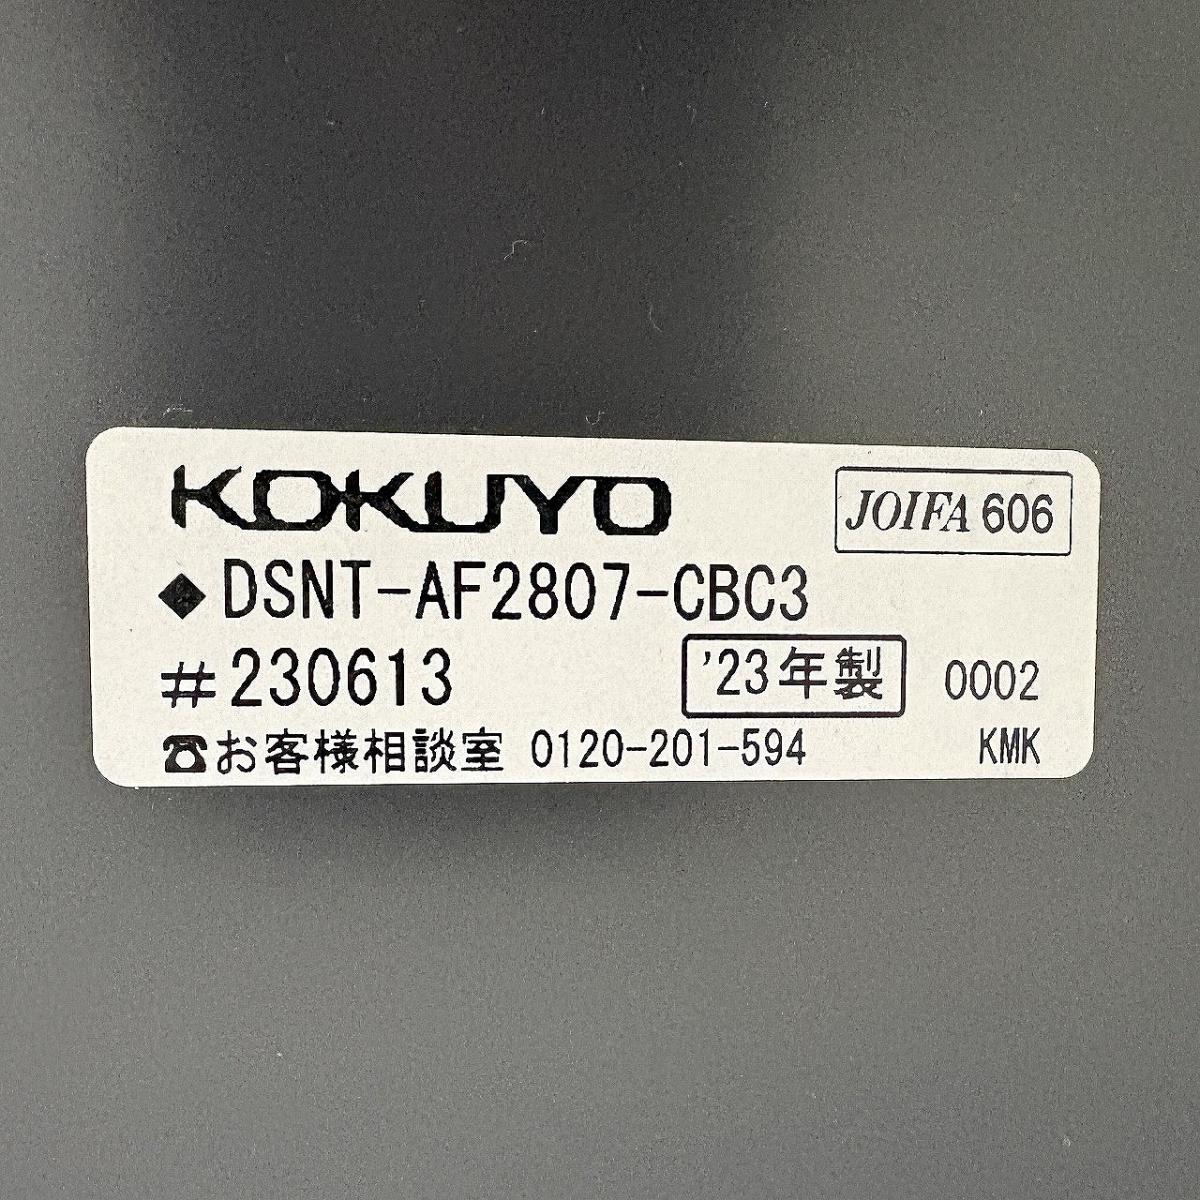 KOKUYO
JOIFA 606
◆DSNT-AF2807-CBC3
#230613 '23年製 0002
☎お客様相談室 0120-201-594 KMK